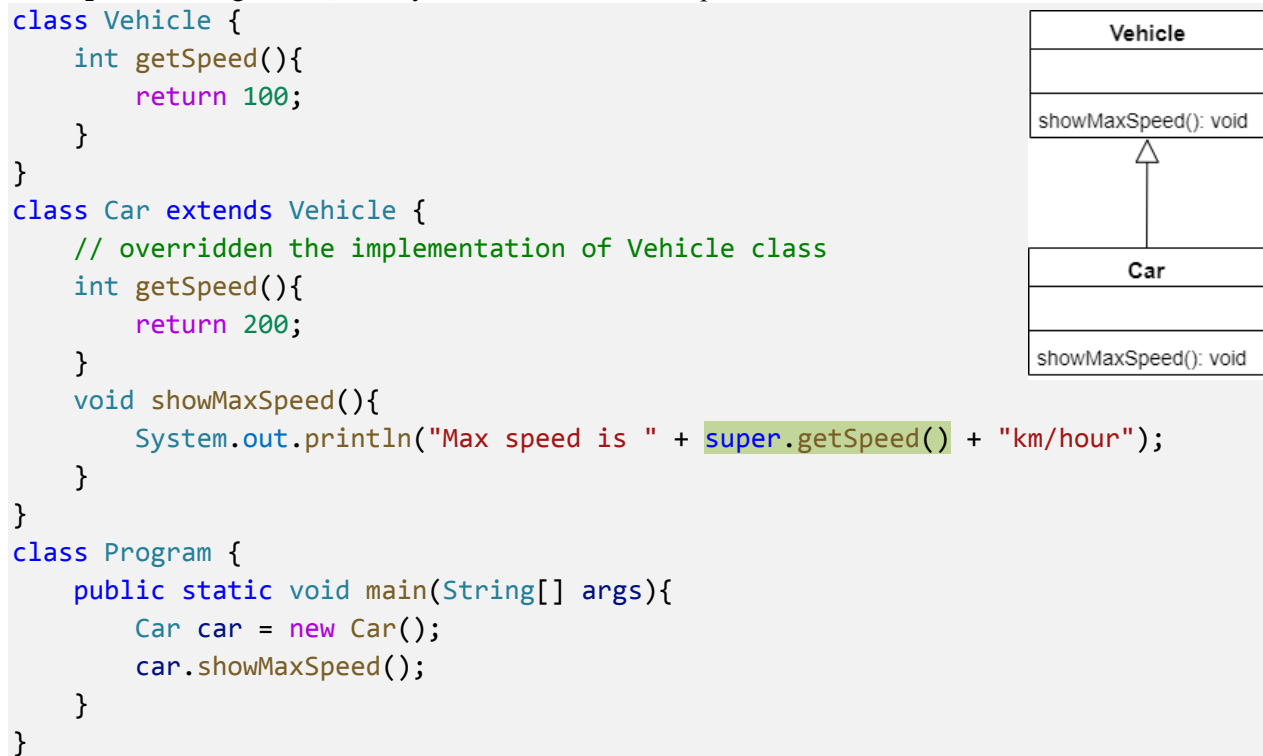 class Vehicle {
    int getSpeed(){
        return 100;
    }
}
class Car extends Vehicle {
    // overridden the implementation of Vehicle class
    int getSpeed(){
        return 200;
    }
    void showMaxSpeed(){
        System.out.println("Max speed is " + super.getSpeed() + "km/hour");
    }
}
class Program {
    public static void main(String[] args){
        Car car = new Car();
        car.showMaxSpeed();
    }
}
Vehicle
showMaxSpeed(): void
Car
showMaxSpeed(): void